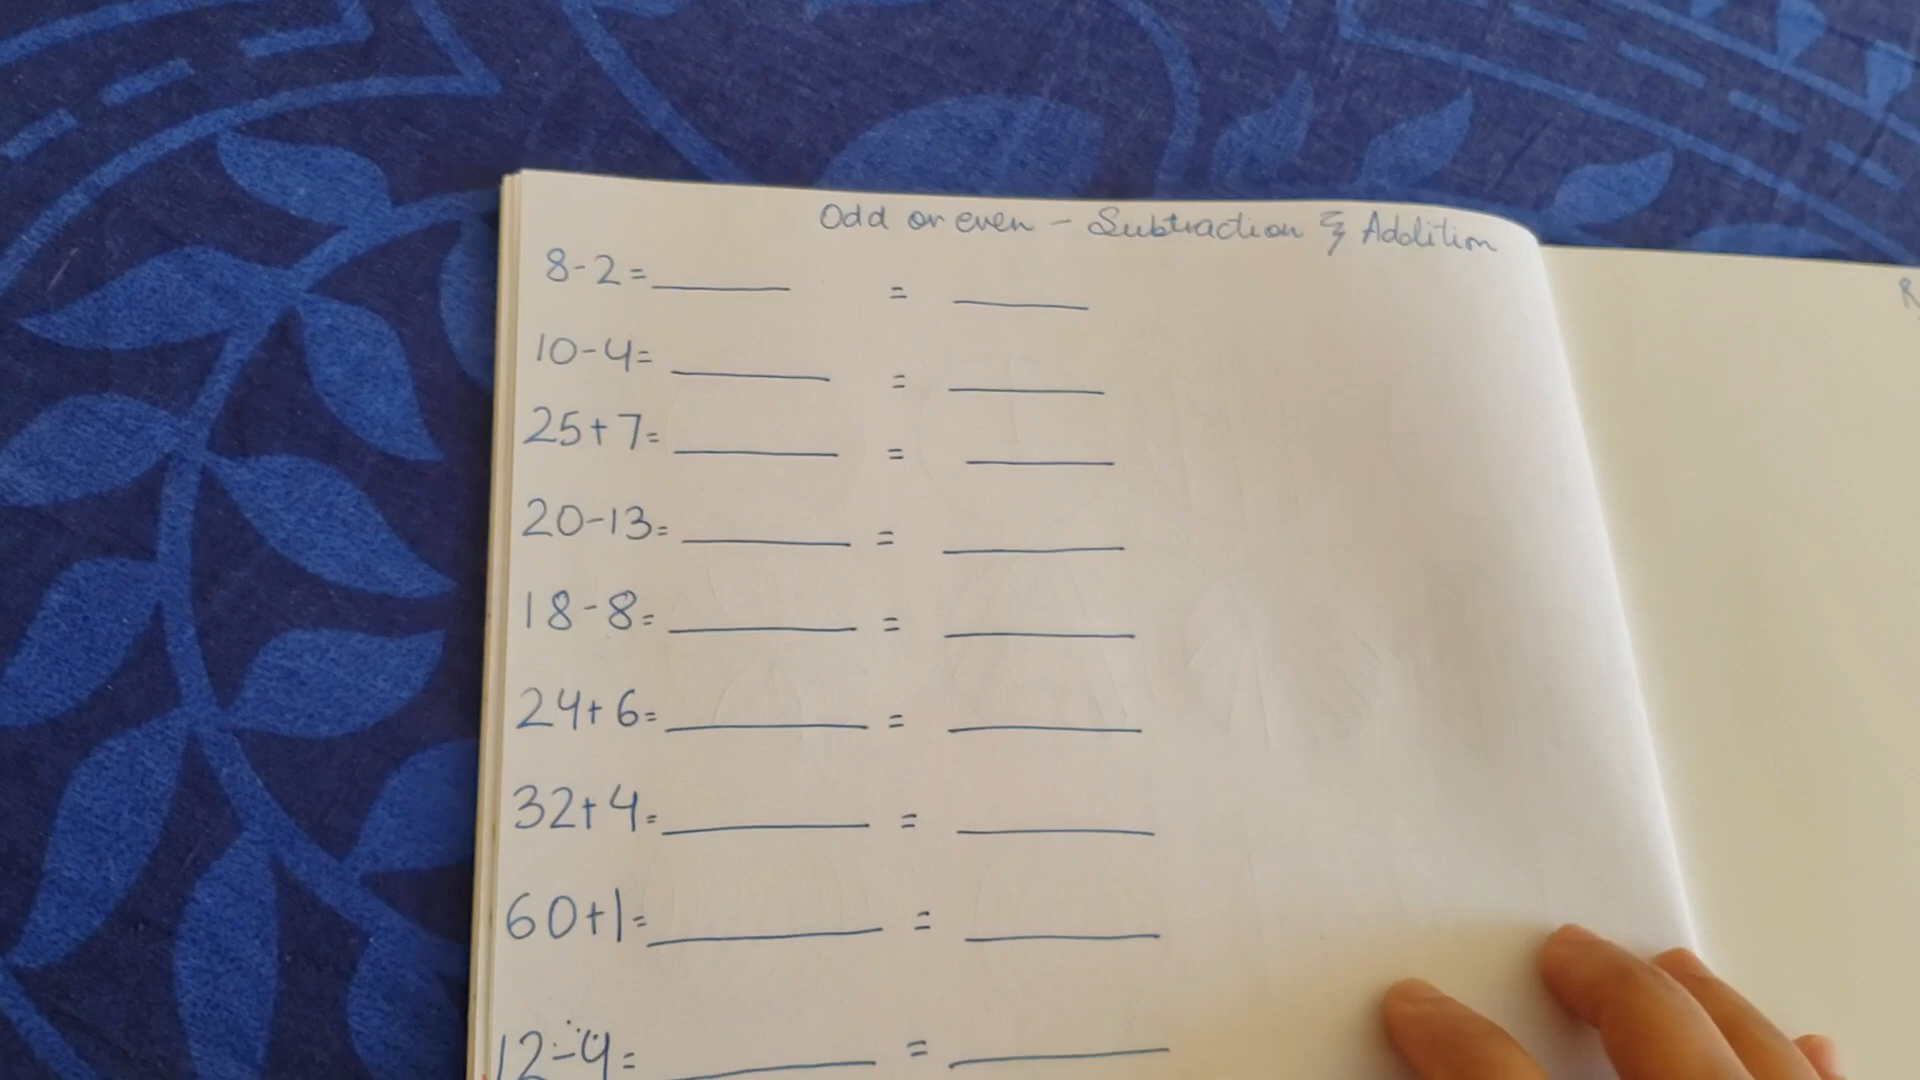 Odd or even - Subtraction & Addition
8-2=______ = ______
10-4=______ = ______
25+7=______ = ______
20-13=______ = ______
18-8=______ = ______
24+6=______ = ______
32+4=______ = ______
60+1=______ = ______
12-4=______ = ______